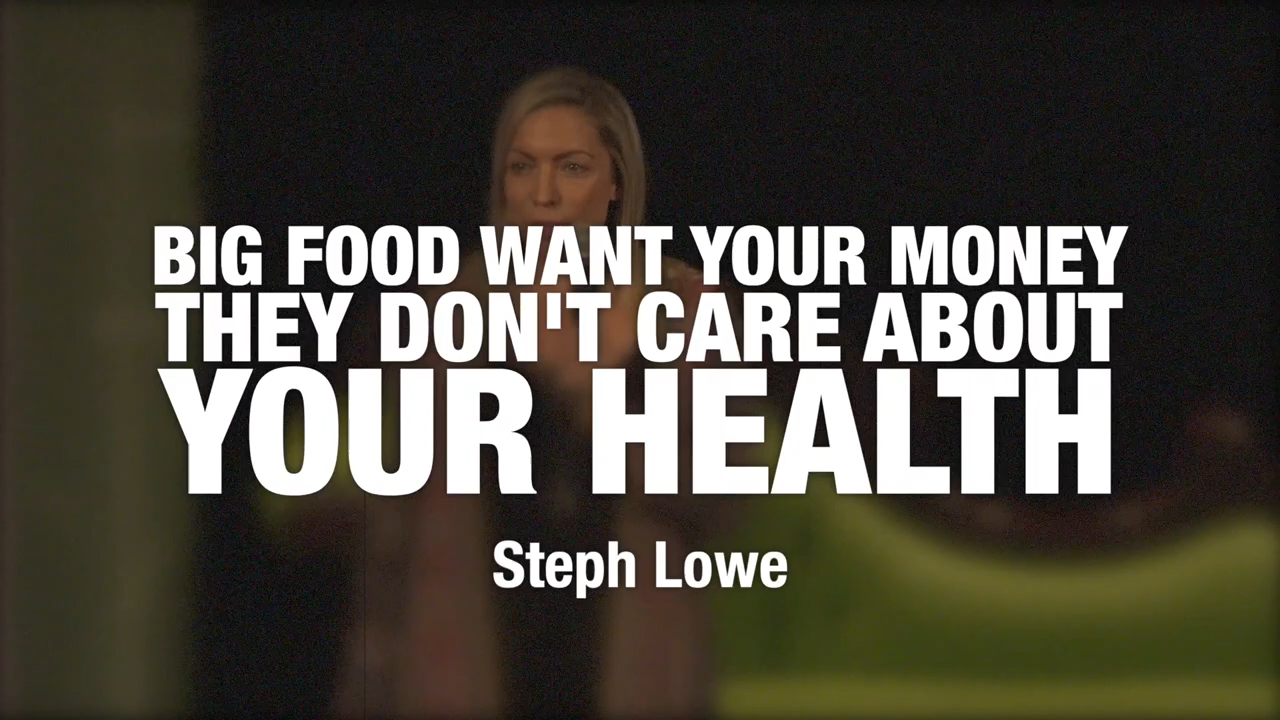 BIG FOOD WANT YOUR MONEY
THEY DON'T CARE ABOUT
YOUR HEALTH
Steph Lowe